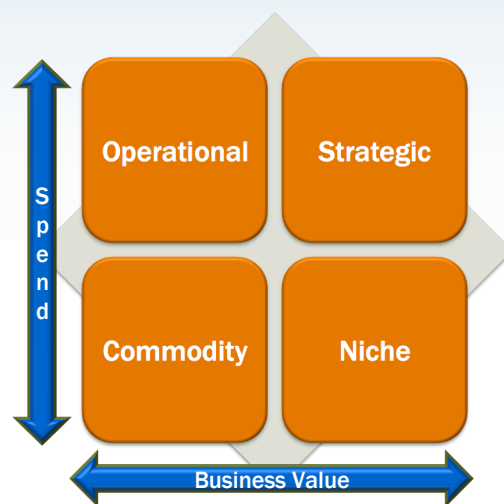 Operational
Strategic
Spend
Commodity
Niche
Business Value